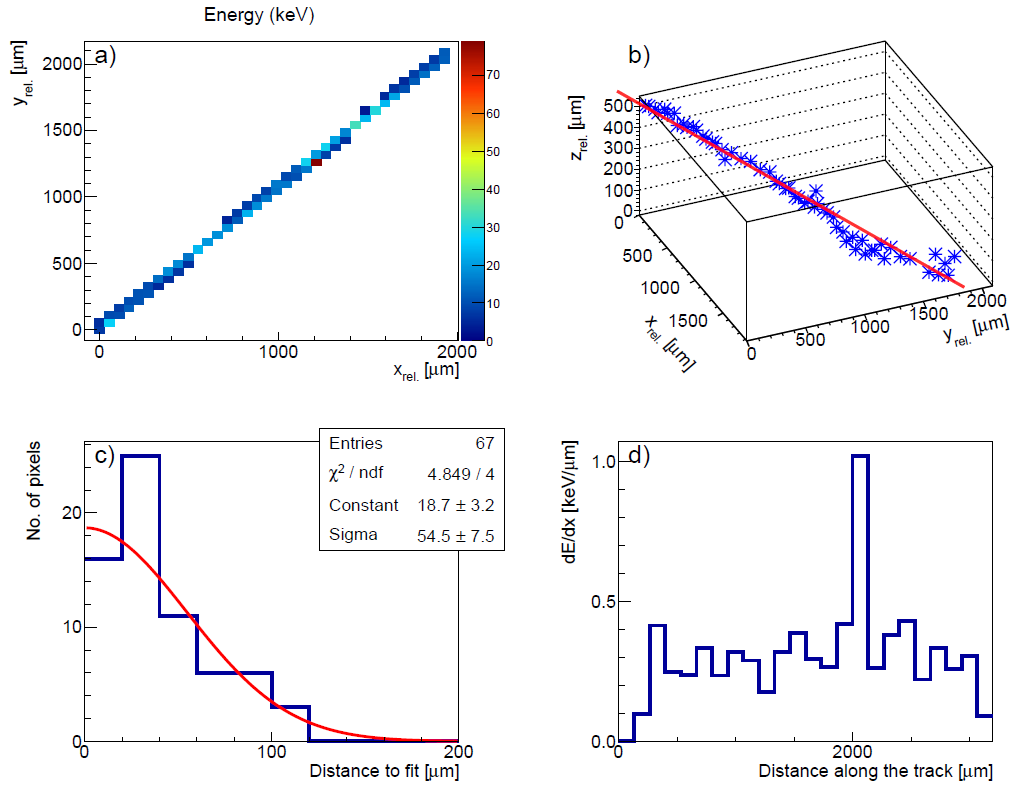 Energy (keV)
a)
y_rel. [μm]
2000
1500
1000
500
0
0
1000
2000
x_rel. [μm]
70
60
50
40
30
20
10
0
b)
z_rel. [μm]
500
400
300
200
100
0
0
500
1000
1500
x_rel. [μm]
0
500
1000
1500
2000
y_rel. [μm]
c)
No. of pixels
20
10
0
0
100
200
Distance to fit [μm]
Entries 67
χ² / ndf 4.849 / 4
Constant 18.7 ± 3.2
Sigma 54.5 ± 7.5
d)
dE/dx [keV/μm]
1.0
0.5
0.0
0
2000
Distance along the track [μm]